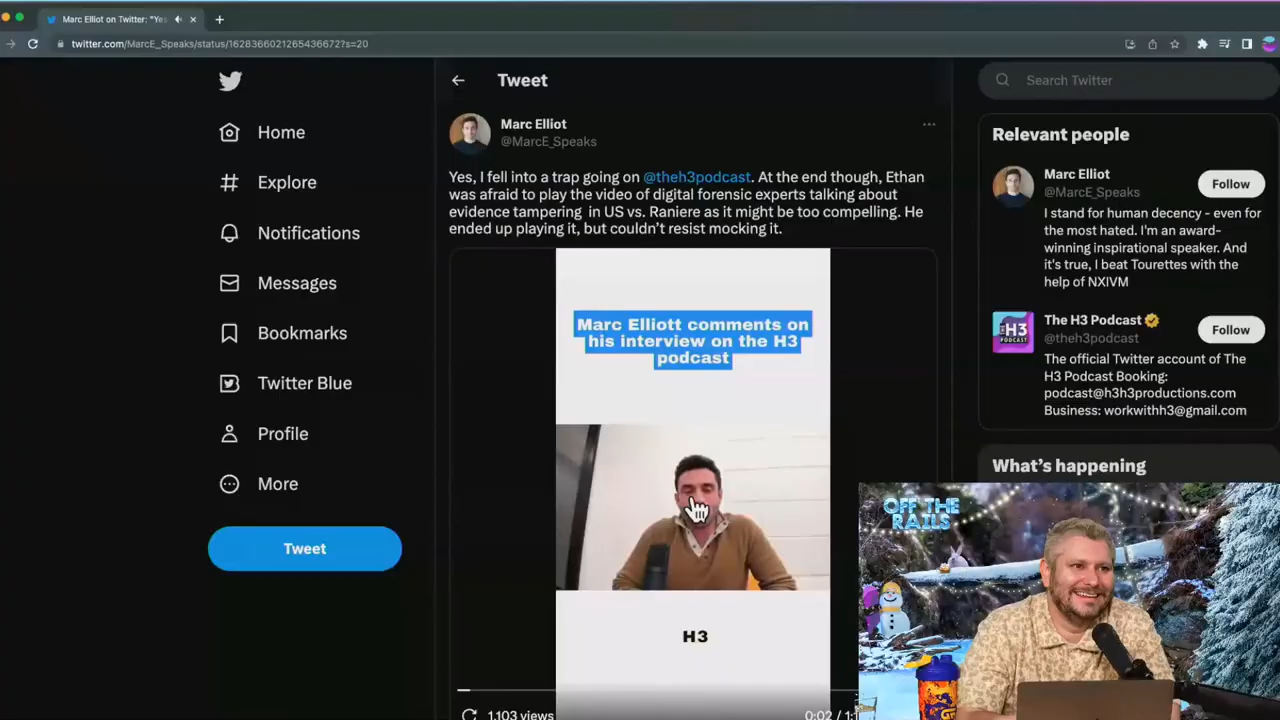 Marc Elliot on Twitter: "Yes
twitter.com/MarcE_Speaks/status/1628366021265436672?s=20
Home
Explore
Notifications
Messages
Bookmarks
Twitter Blue
Profile
More
Tweet
Tweet
Marc Elliot
@MarcE_Speaks
Yes, I fell into a trap going on @theh3podcast. At the end though, Ethan
was afraid to play the video of digital forensic experts talking about
evidence tampering in US vs. Raniere as it might be too compelling. He
ended up playing it, but couldn't resist mocking it.
Marc Elliott comments on
his interview on the H3
podcast
H3
1,103 views
0:02 / 1:1
Search Twitter
Relevant people
Marc Elliot
@MarcE_Speaks
Follow
I stand for human decency - even for
the most hated. I'm an award-
winning inspirational speaker. And
it's true, I beat Tourettes with the
help of NXIVM
H3
PODCAST
The H3 Podcast
@theh3podcast
Follow
The official Twitter account of The
H3 Podcast Booking:
podcast@h3h3productions.com
Business: workwithh3@gmail.com
What's happening
OFF THE
RAILS